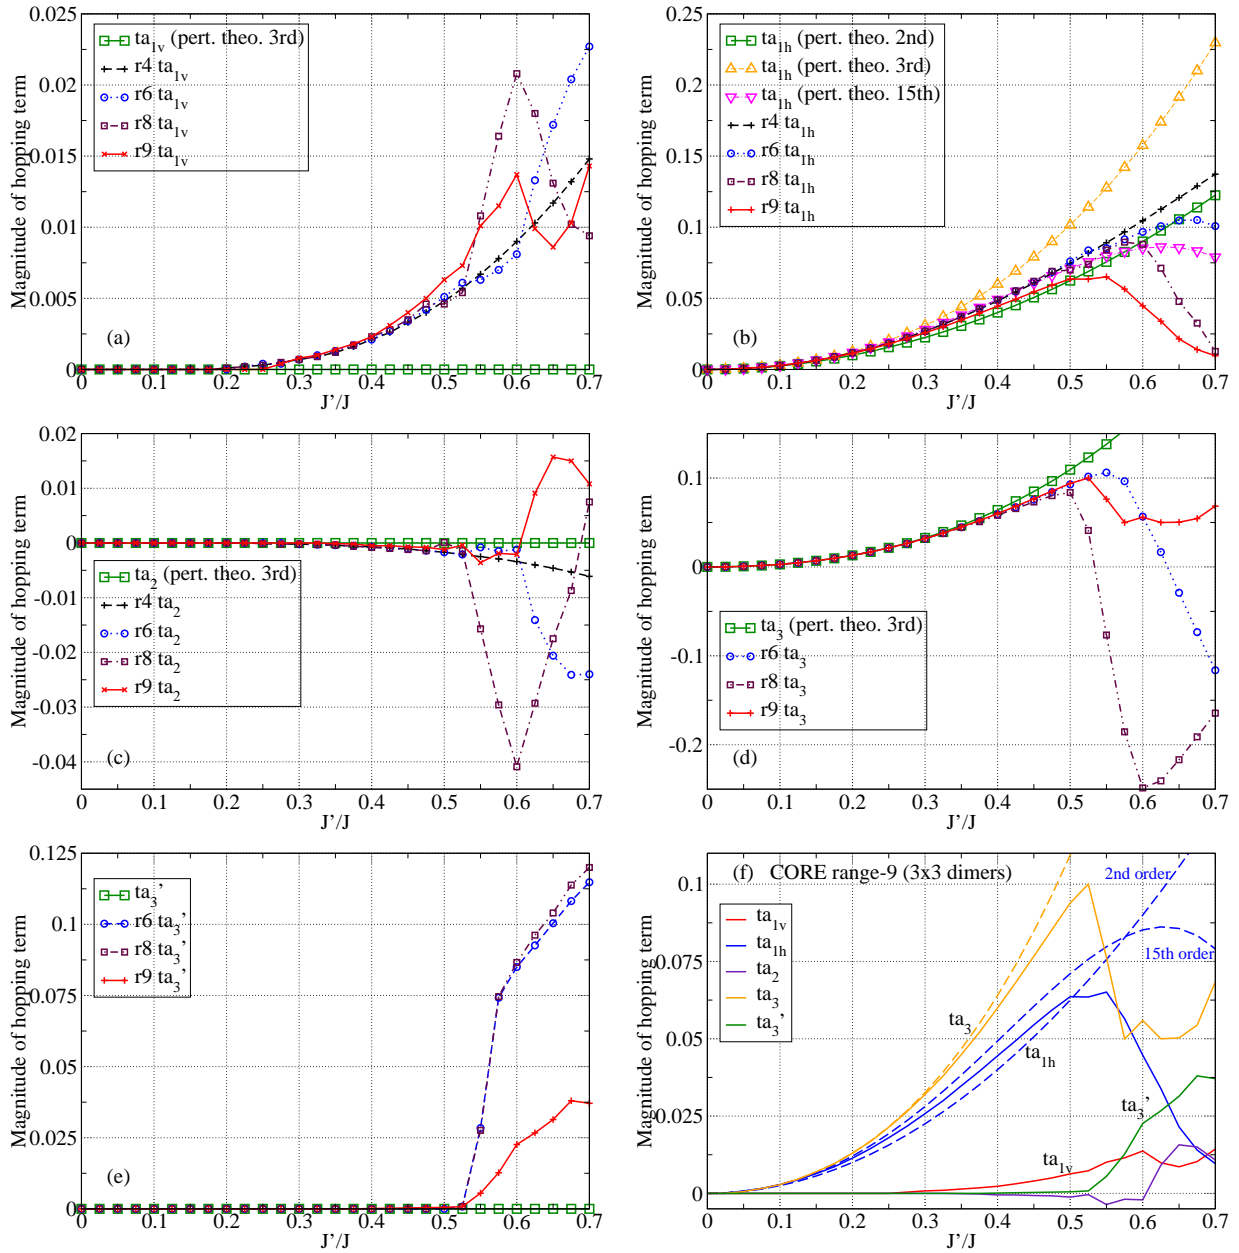 0.025
0.02
0.015
0.01
0.005
0
Magnitude of hopping term
ta1v (pert. theo. 3rd)
r4 ta1v
r6 ta1v
r8 ta1v
r9 ta1v
(a)
0 0.1 0.2 0.3 0.4 0.5 0.6 0.7
J'/J
0.25
0.2
0.15
0.1
0.05
0
Magnitude of hopping term
ta1h (pert. theo. 2nd)
ta1h (pert. theo. 3rd)
ta1h (pert. theo. 15th)
r4 ta1h
r6 ta1h
r8 ta1h
r9 ta1h
(b)
0 0.1 0.2 0.3 0.4 0.5 0.6 0.7
J'/J
0.02
0.01
0
-0.01
-0.02
-0.03
-0.04
Magnitude of hopping term
ta2 (pert. theo. 3rd)
r4 ta2
r6 ta2
r8 ta2
r9 ta2
(c)
0 0.1 0.2 0.3 0.4 0.5 0.6 0.7
J'/J
0.1
0
-0.1
-0.2
Magnitude of hopping term
ta3 (pert. theo. 3rd)
r6 ta3
r8 ta3
r9 ta3
(d)
0 0.1 0.2 0.3 0.4 0.5 0.6 0.7
J'/J
0.125
0.1
0.075
0.05
0.025
0
Magnitude of hopping term
ta3'
r6 ta3'
r8 ta3'
r9 ta3'
(e)
0 0.1 0.2 0.3 0.4 0.5 0.6 0.7
J'/J
(f) CORE range-9 (3x3 dimers)
0.1
0.075
0.05
0.025
0
Magnitude of hopping term
ta1v
ta1h
ta2
ta3
ta3'
2nd order
15th order
ta3
ta1h
ta3'
ta1v
0 0.1 0.2 0.3 0.4 0.5 0.6 0.7
J'/J